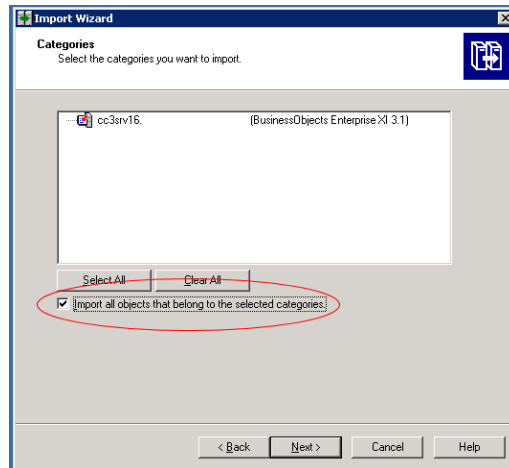 Import Wizard
Categories
Select the categories you want to import.
cc3srv16. (BusinessObjects Enterprise XI 3.1)
Select All Clear All
Import all objects that belong to the selected categories.
< Back Next > Cancel Help